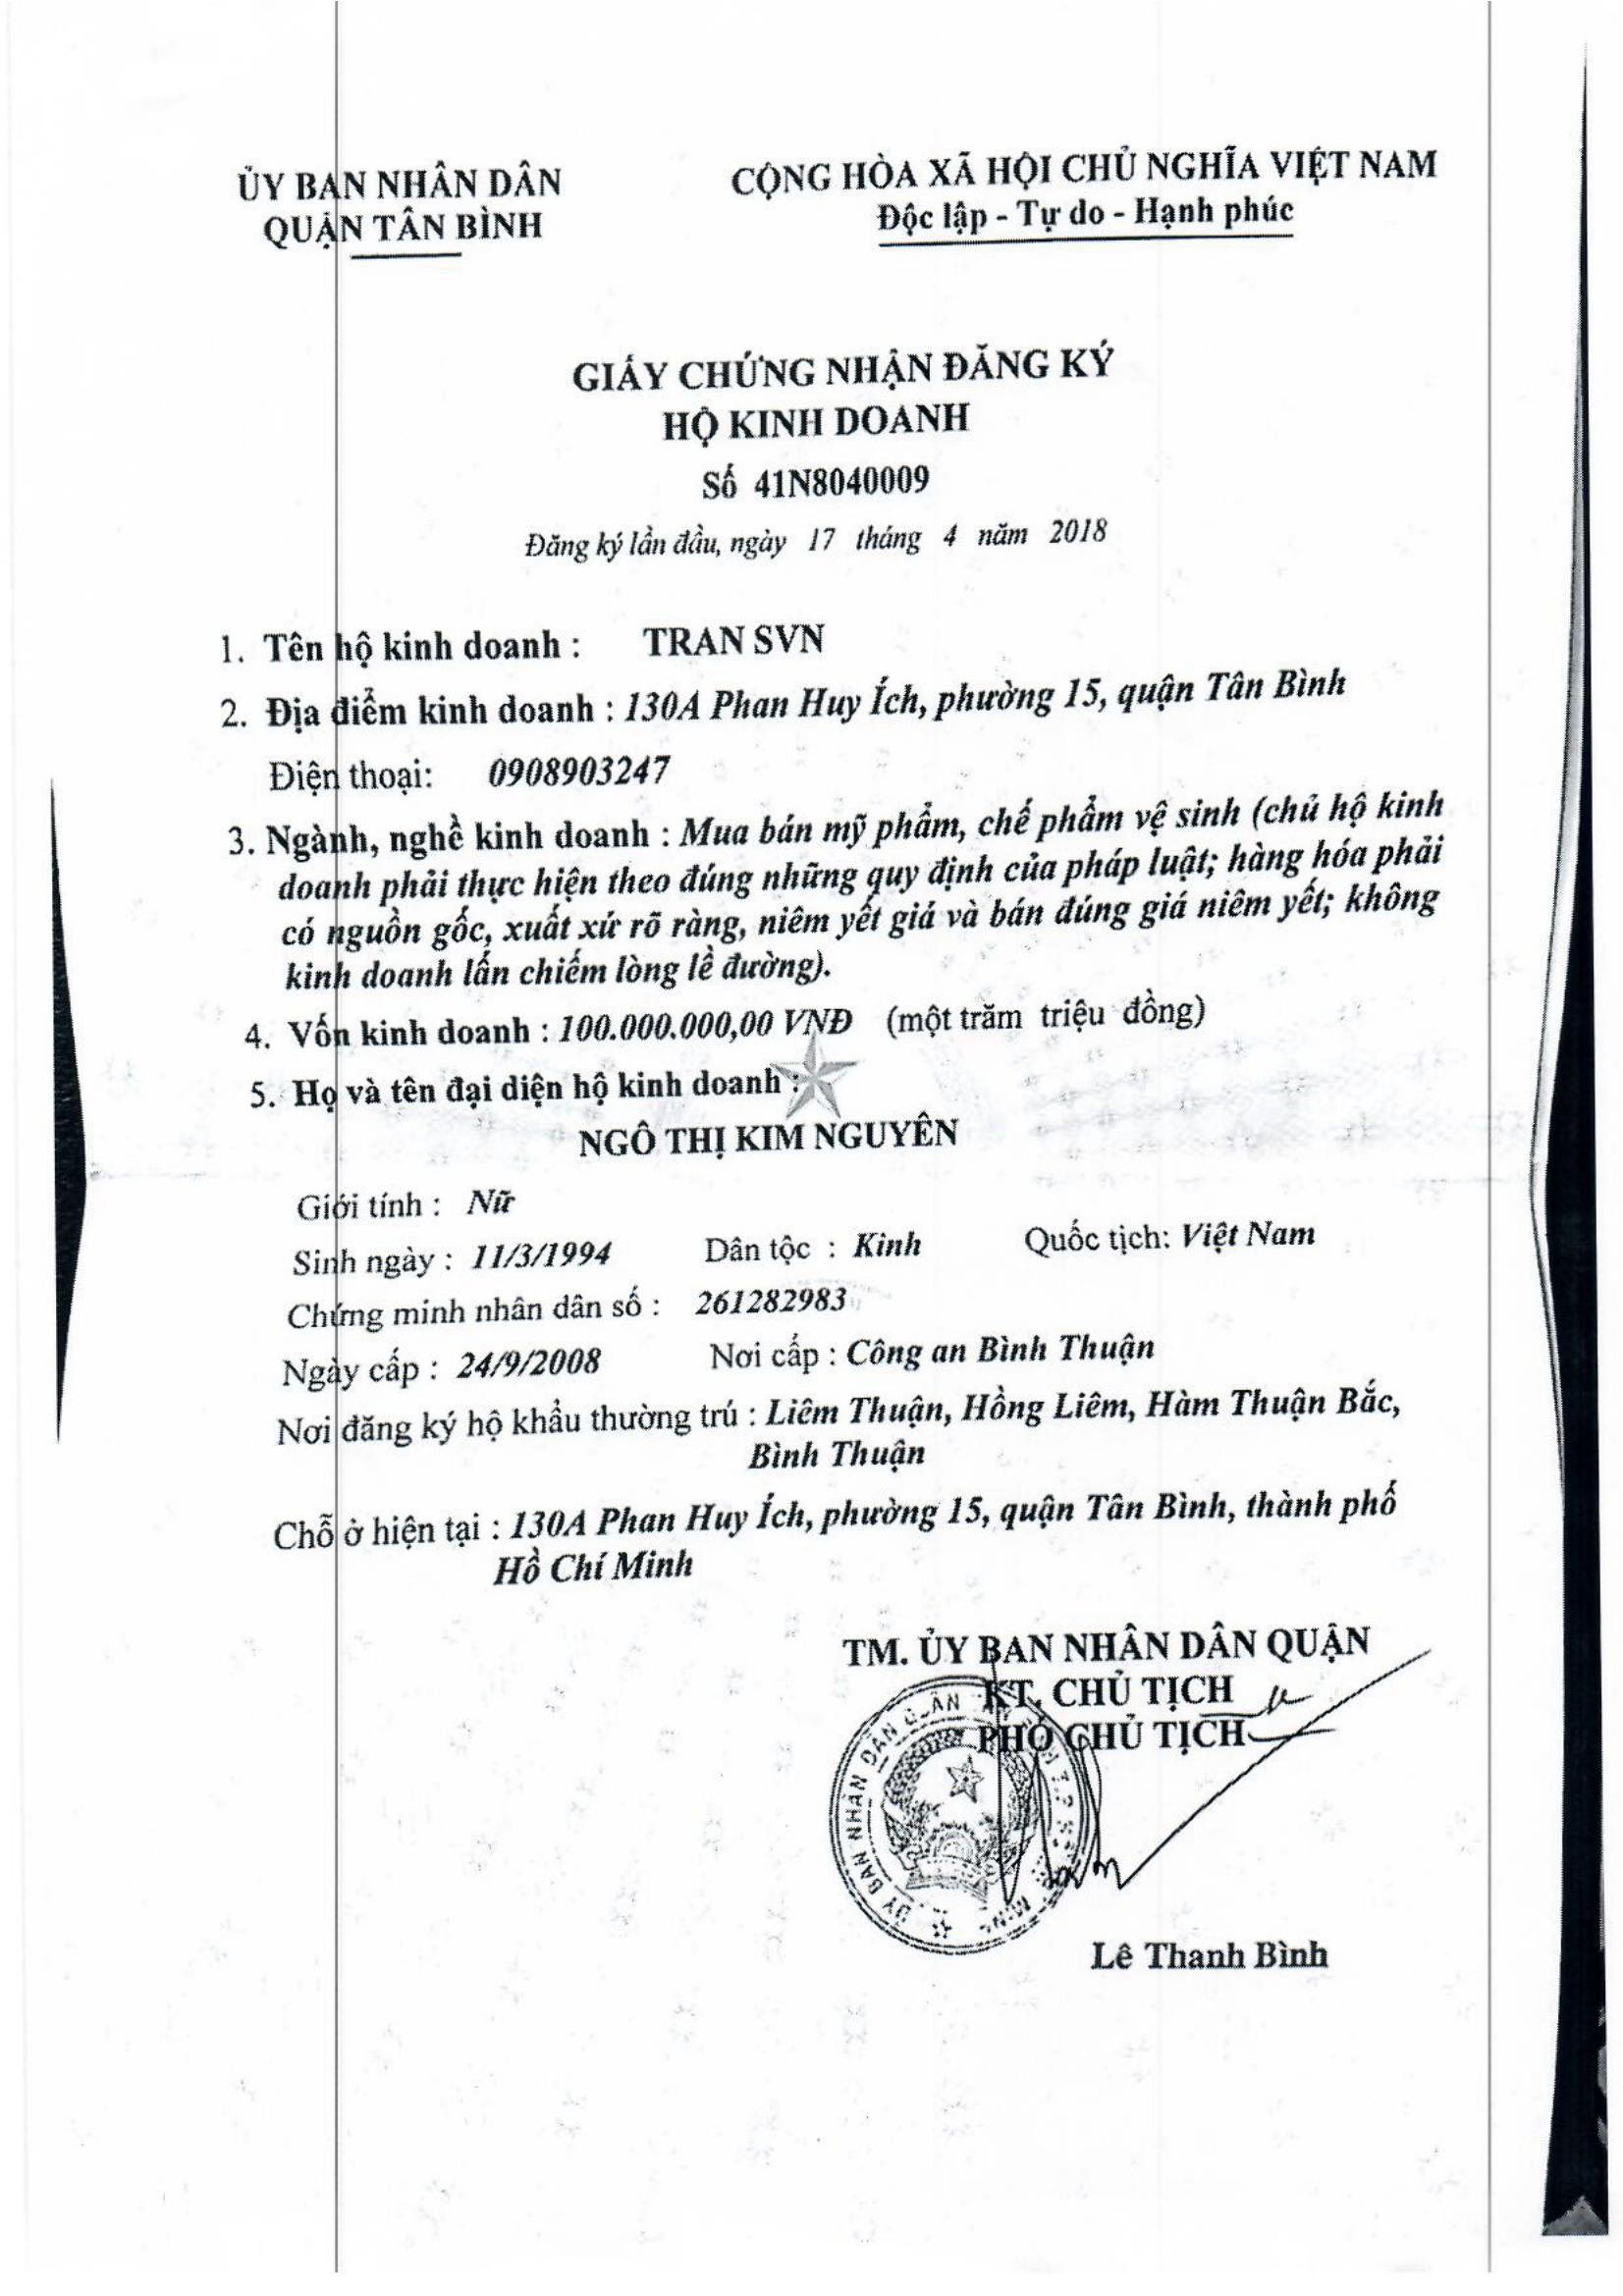 ỦY BAN NHÂN DÂN
QUẬN TÂN BÌNH
CỘNG HÒA XÃ HỘI CHỦ NGHĨA VIỆT NAM
Độc lập - Tự do - Hạnh phúc
GIẤY CHỨNG NHẬN ĐĂNG KÝ
HỘ KINH DOANH
Số 41N8040009
Đăng ký lần đầu, ngày 17 tháng 4 năm 2018
1. Tên hộ kinh doanh : TRAN SVN
2. Địa điểm kinh doanh : 130A Phan Huy Ích, phường 15, quận Tân Bình
Điện thoại: 0908903247
3. Ngành, nghề kinh doanh : Mua bán mỹ phẩm, chế phẩm vệ sinh (chủ hộ kinh
doanh phải thực hiện theo đúng những quy định của pháp luật; hàng hóa phải
có nguồn gốc, xuất xứ rõ ràng, niêm yết giá và bán đúng giá niêm yết; không
kinh doanh lấn chiếm lòng lề đường).
4. Vốn kinh doanh : 100.000.000,00 VNĐ (một trăm triệu đồng)
5. Họ và tên đại diện hộ kinh doanh :
NGÔ THỊ KIM NGUYÊN
Giới tính : Nữ
Sinh ngày : 11/3/1994 Dân tộc : Kinh Quốc tịch: Việt Nam
Chứng minh nhân dân số : 261282983
Ngày cấp : 24/9/2008 Nơi cấp : Công an Bình Thuận
Nơi đăng ký hộ khẩu thường trú : Liêm Thuận, Hồng Liêm, Hàm Thuận Bắc,
Bình Thuận
Chỗ ở hiện tại : 130A Phan Huy Ích, phường 15, quận Tân Bình, thành phố
Hồ Chí Minh
TM. ỦY BAN NHÂN DÂN QUẬN
KT. CHỦ TỊCH
PHÓ CHỦ TỊCH
ỦY BAN NHÂN DÂN QUẬN
Lê Thanh Bình